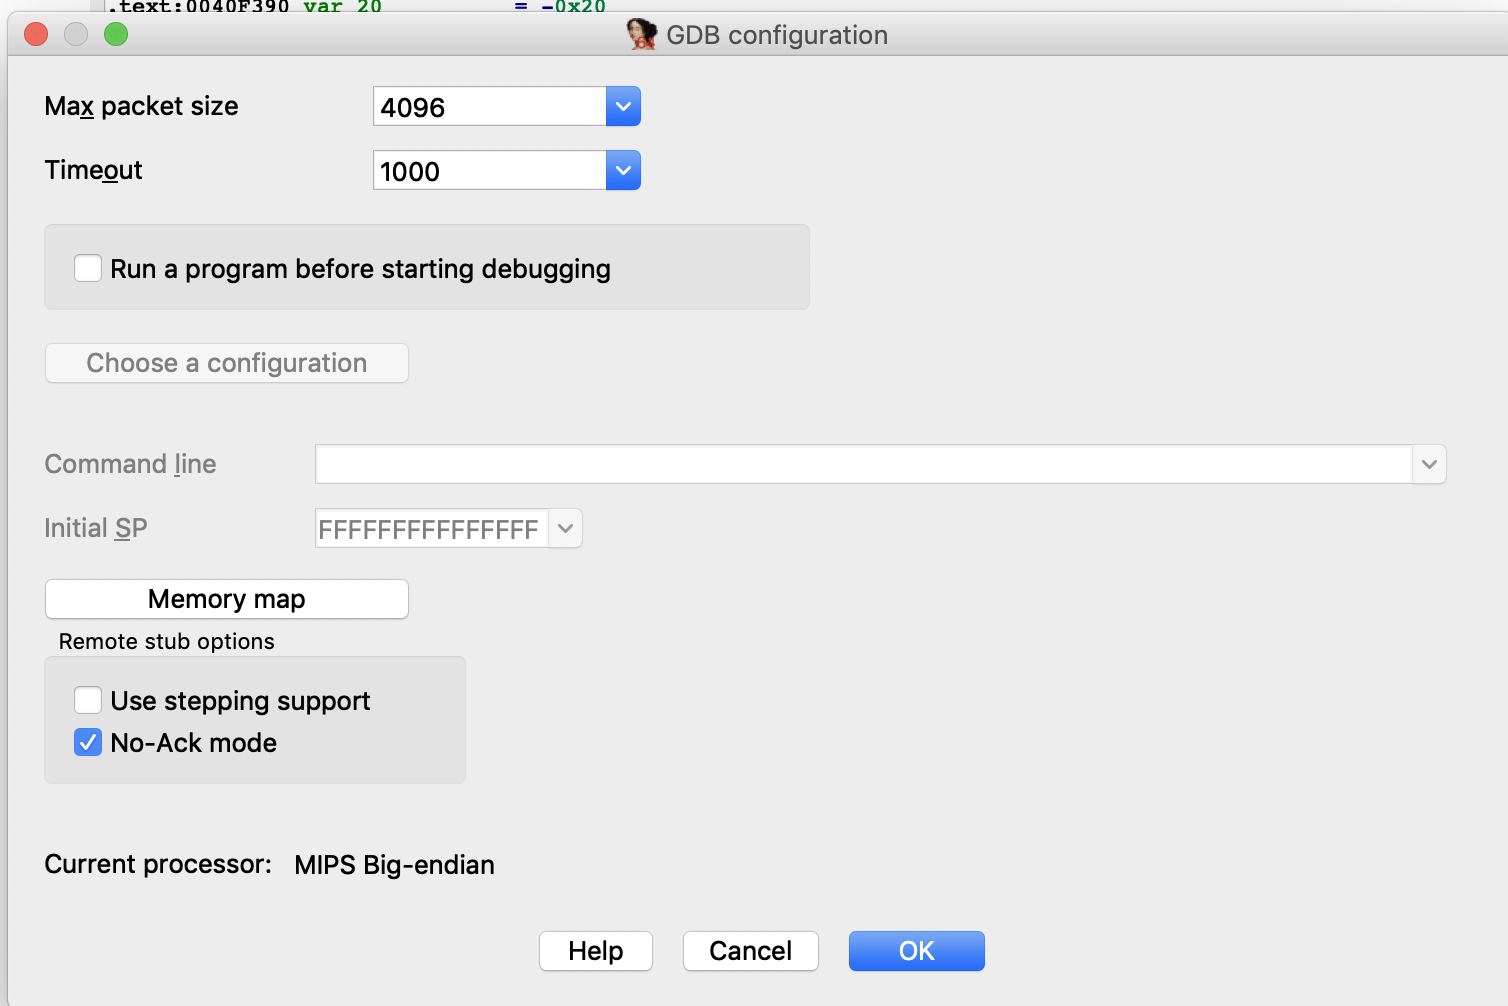 .text:0040F390 var_20 = -0x20
GDB configuration
Max packet size 4096
Timeout 1000
Run a program before starting debugging
Choose a configuration
Command line
Initial SP FFFFFFFFFFFFFFF
Memory map
Remote stub options
Use stepping support
No-Ack mode
Current processor: MIPS Big-endian
Help Cancel OK